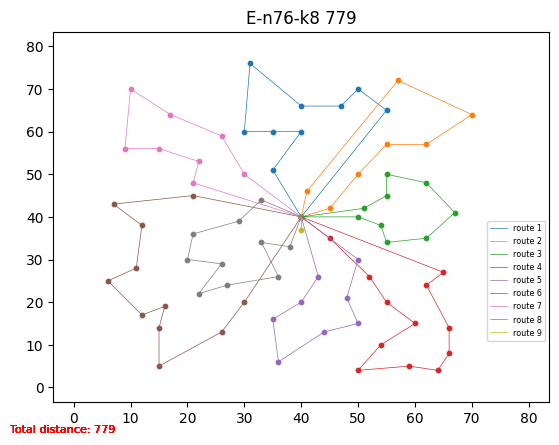 E-n76-k8 779
80
70
60
50
40
30
20
10
0
route 1
route 2
route 3
route 4
route 5
route 6
route 7
route 8
route 9
0 10 20 30 40 50 60 70 80
Total distance: 779